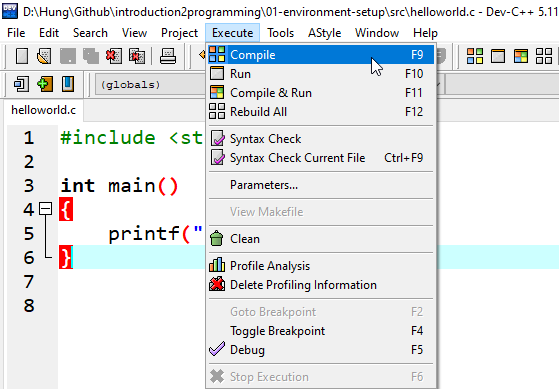 D:\Hung\Github\introduction2programming\01-environment-setup\src\helloworld.c - Dev-C++ 5.11
File Edit Search View Project Execute Tools AStyle Window Help
(globals)
helloworld.c
Compile F9
Run F10
Compile & Run F11
Rebuild All F12
Syntax Check
Syntax Check Current File Ctrl+F9
Parameters...
View Makefile
Clean
Profile Analysis
Delete Profiling Information
Goto Breakpoint F2
Toggle Breakpoint F4
Debug F5
Stop Execution F6
1 #include <st
2
3 int main()
4 {
5 printf("
6 }
7
8